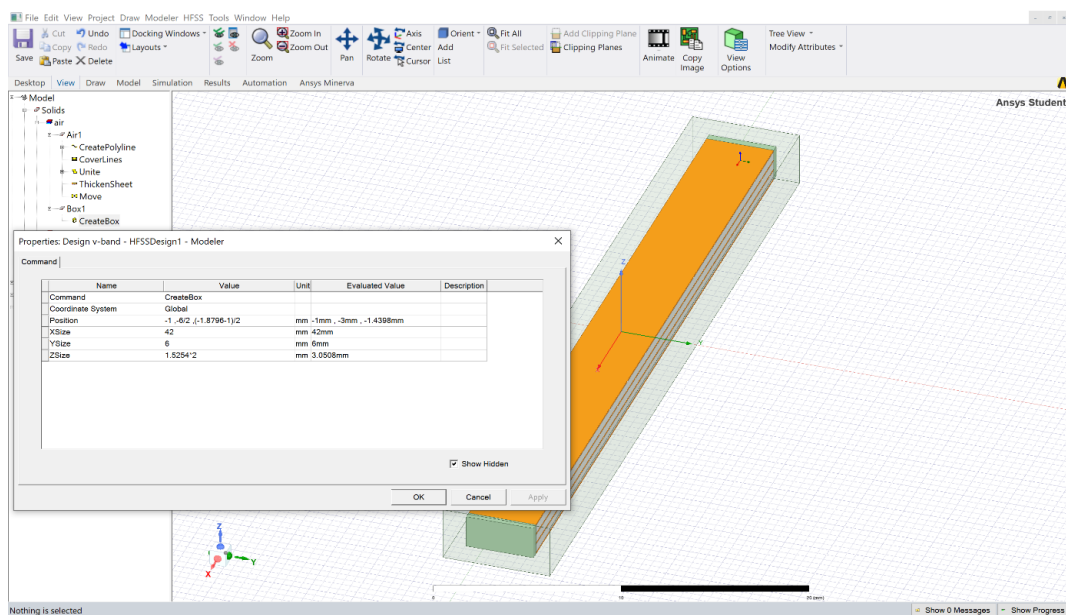 File Edit View Project Draw Modeler HFSS Tools Window Help
Save
Cut
Copy
Paste
Undo
Redo
Delete
Docking Windows
Layouts
Zoom
Zoom In
Zoom Out
Pan
Rotate
Axis
Center
Cursor
Orient
Add
List
Fit All
Fit Selected
Add Clipping Plane
Clipping Planes
Animate
Copy Image
View Options
Tree View
Modify Attributes
Desktop View Draw Model Simulation Results Automation Ansys Minerva
Model
Solids
air
Air1
CreatePolyline
CoverLines
Unite
ThickenSheet
Move
Box1
CreateBox
Ansys Student
Properties: Design v-band - HFSSDesign1 - Modeler
Command
Name Value Unit Evaluated Value Description
Command CreateBox
Coordinate System Global
Position -1 ,-6/2 ,(-1.8796-1)/2 mm -1mm , -3mm , -1.4398mm
XSize 42 mm 42mm
YSize 6 mm 6mm
ZSize 1.5254*2 mm 3.0508mm
Show Hidden
OK Cancel Apply
Z
Y
X
Z
Y
X
0 10 20 (mm)
Nothing is selected
Show 0 Messages
Show Progress